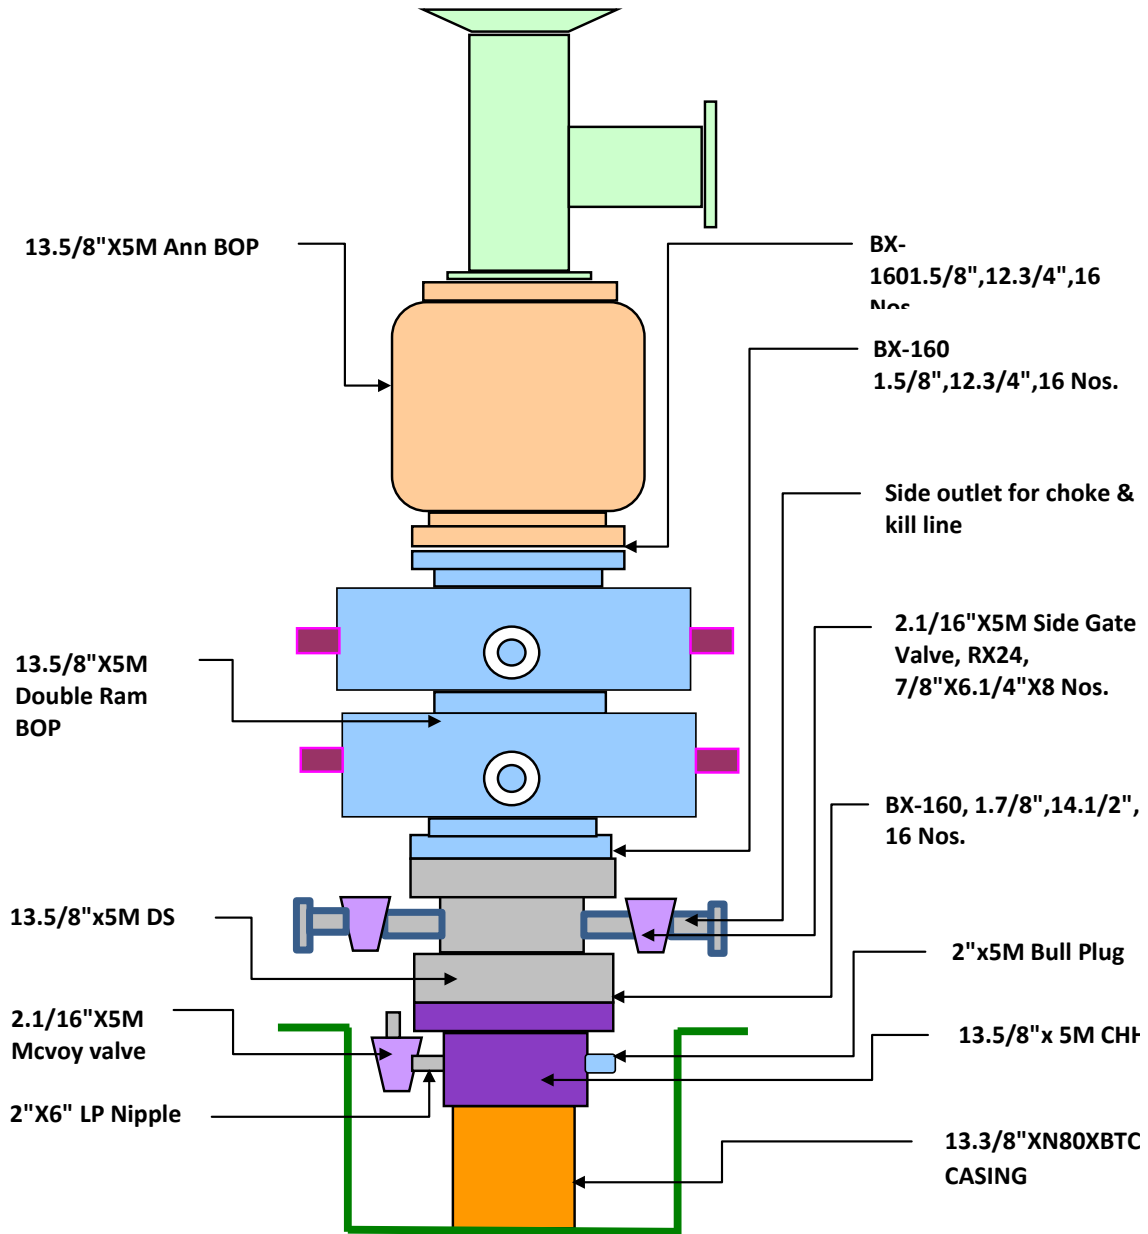 13.5/8"X5M Ann BOP
13.5/8"X5M
Double Ram
BOP
13.5/8"x5M DS
2.1/16"X5M
Mcvoy valve
2"X6" LP Nipple
BX-
1601.5/8",12.3/4",16
Nos.
BX-160
1.5/8",12.3/4",16 Nos.
Side outlet for choke &
kill line
2.1/16"X5M Side Gate
Valve, RX24,
7/8"X6.1/4"X8 Nos.
BX-160, 1.7/8",14.1/2",
16 Nos.
2"x5M Bull Plug
13.5/8"x 5M CHH
13.3/8"XN80XBTC
CASING